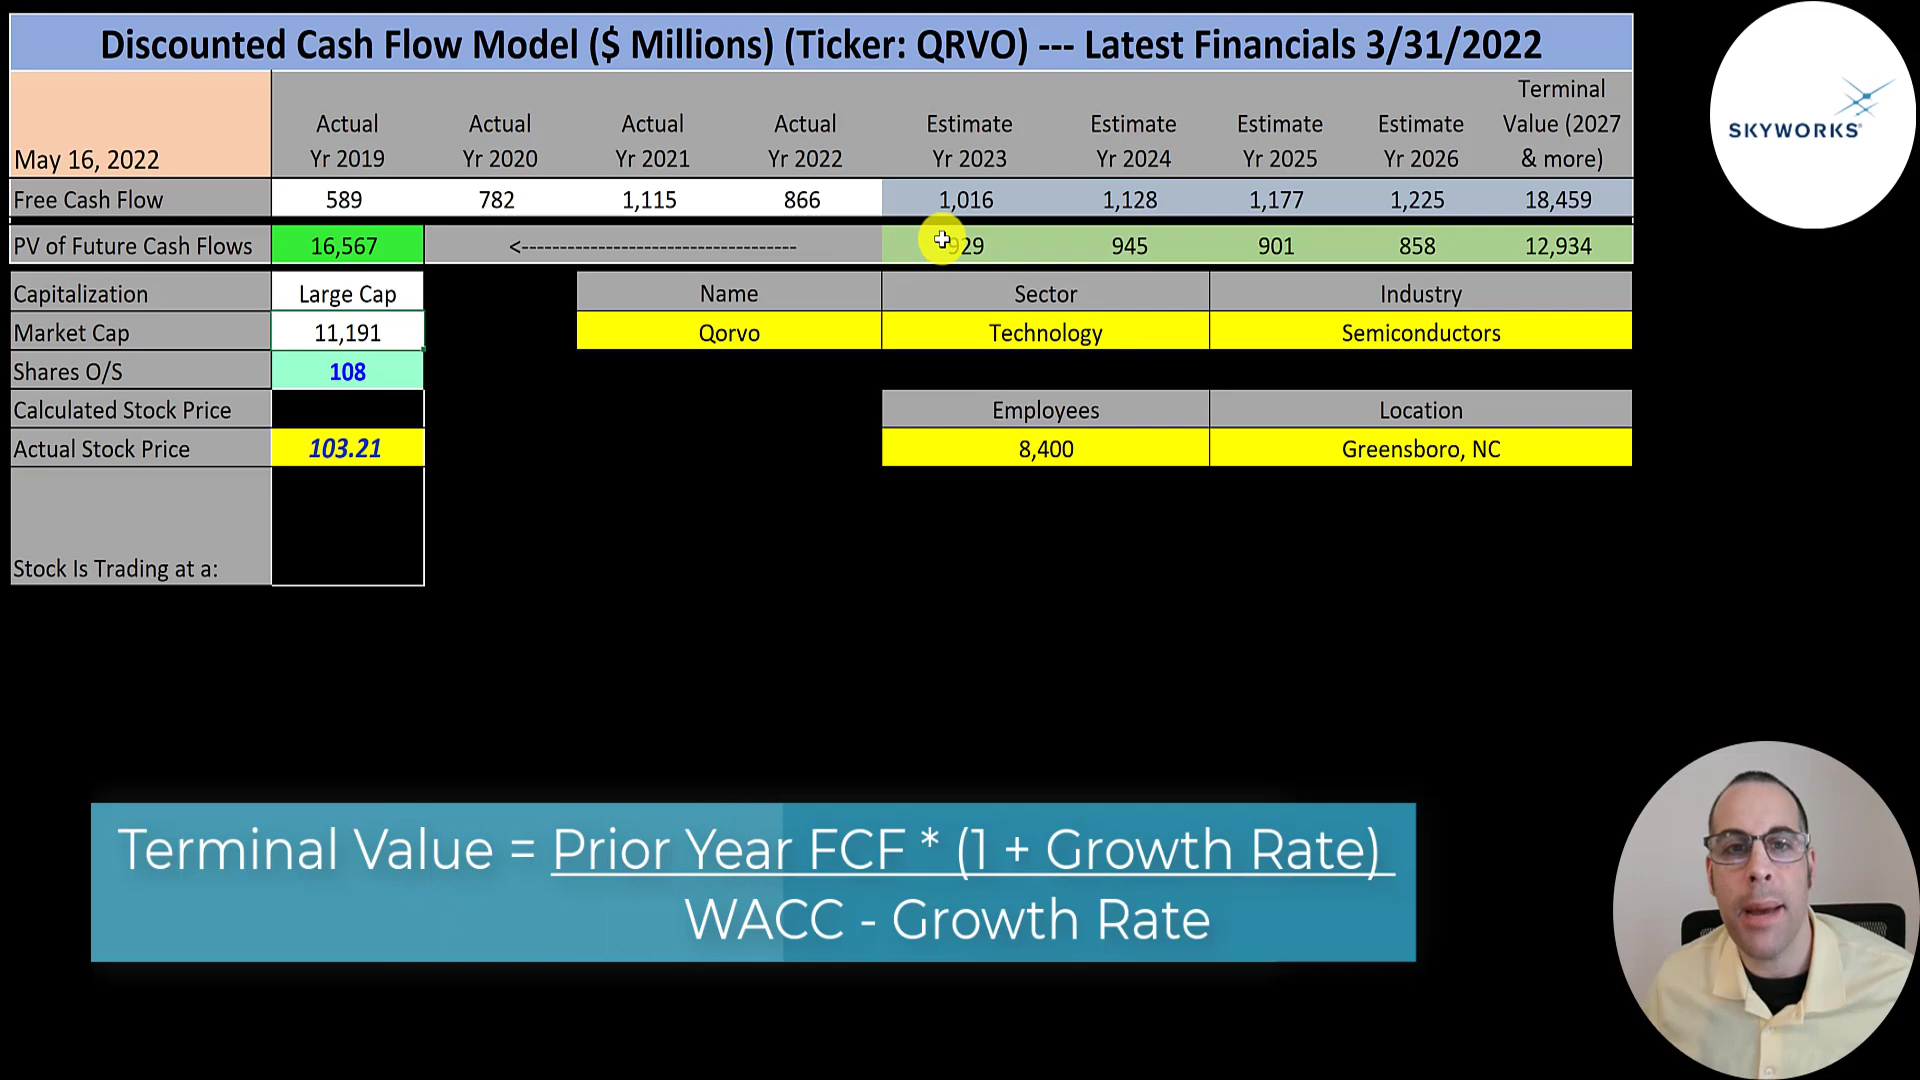 Discounted Cash Flow Model ($ Millions) (Ticker: QRVO) --- Latest Financials 3/31/2022
May 16, 2022 Actual Yr 2019 Actual Yr 2020 Actual Yr 2021 Actual Yr 2022 Estimate Yr 2023 Estimate Yr 2024 Estimate Yr 2025 Estimate Yr 2026 Terminal Value (2027 & more)
Free Cash Flow 589 782 1,115 866 1,016 1,128 1,177 1,225 18,459
PV of Future Cash Flows 16,567 <----------------------------------- 929 945 901 858 12,934
Capitalization Large Cap Name Sector Industry
Market Cap 11,191 Qorvo Technology Semiconductors
Shares O/S 108
Calculated Stock Price Employees Location
Actual Stock Price 103.21 8,400 Greensboro, NC
Stock Is Trading at a:
SKYWORKS
Terminal Value = Prior Year FCF * (1 + Growth Rate)
WACC - Growth Rate